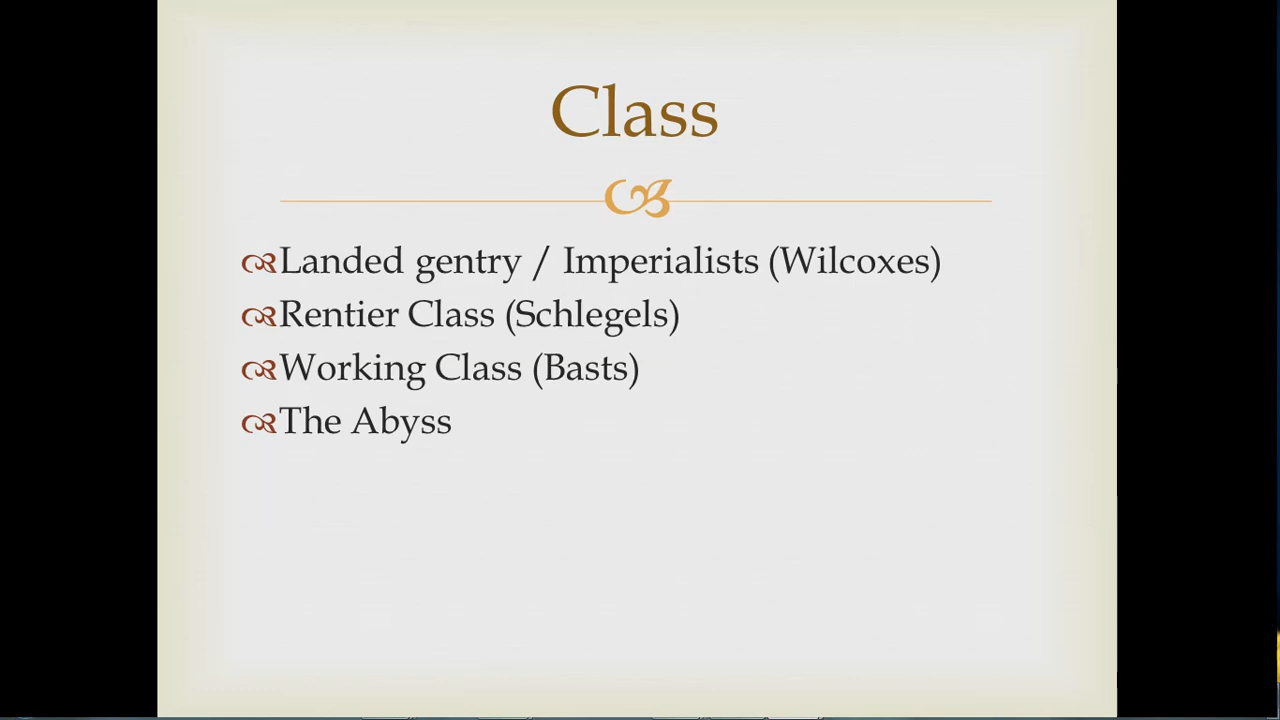 Class
Landed gentry / Imperialists (Wilcoxes)
Rentier Class (Schlegels)
Working Class (Basts)
The Abyss